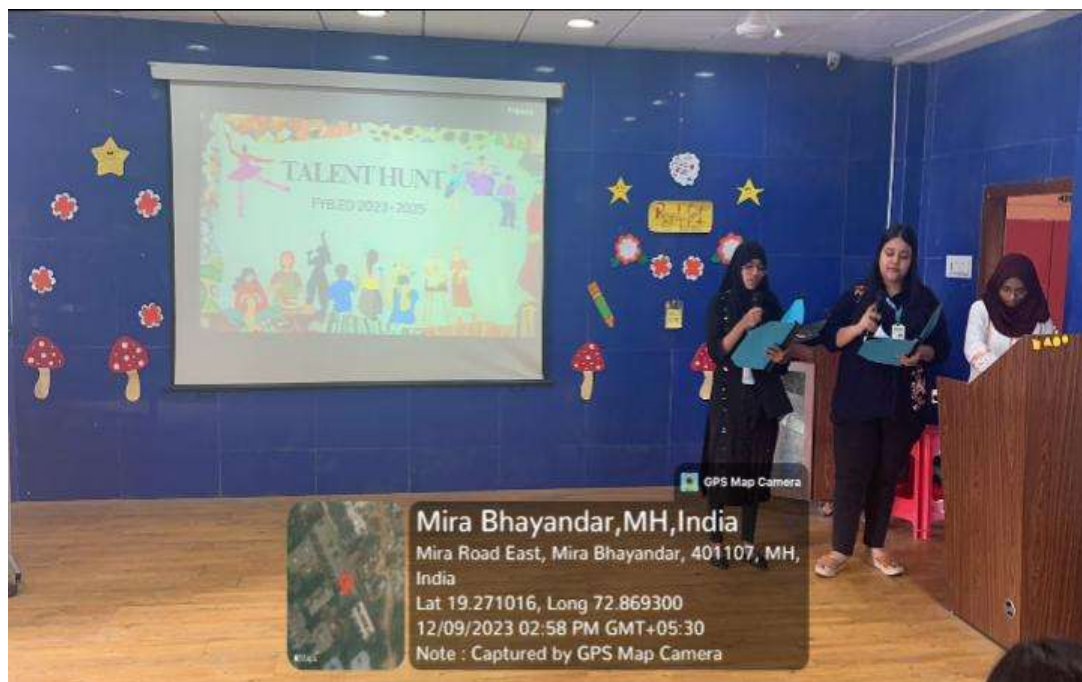 TALENT HUNT
FYB.ED 2023-2025
GPS Map Camera
Mira Bhayandar,MH,India
Mira Road East, Mira Bhayandar, 401107, MH,
India
Lat 19.271016, Long 72.869300
12/09/2023 02:58 PM GMT+05:30
Note : Captured by GPS Map Camera